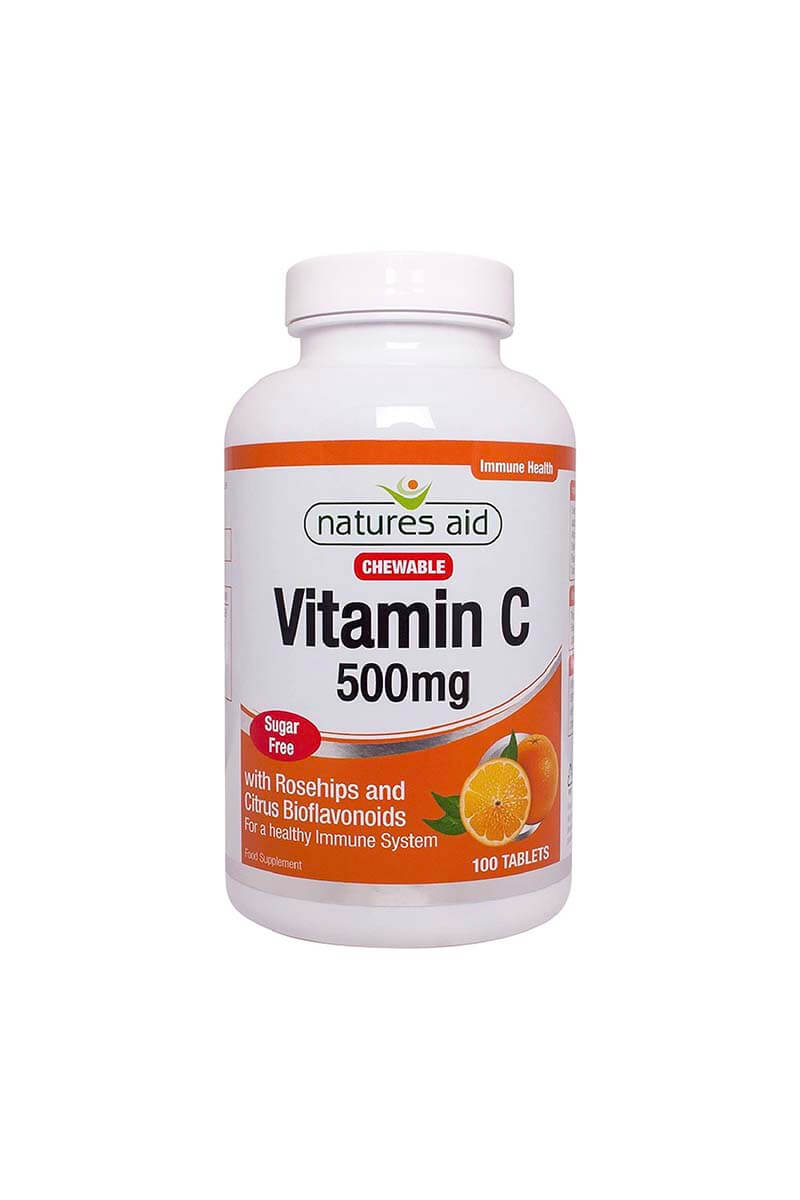 Immune Health
natures aid
CHEWABLE
Vitamin C
500mg
Sugar
Free
with Rosehips and
Citrus Bioflavonoids
For a healthy Immune System
Food Supplement
100 TABLETS